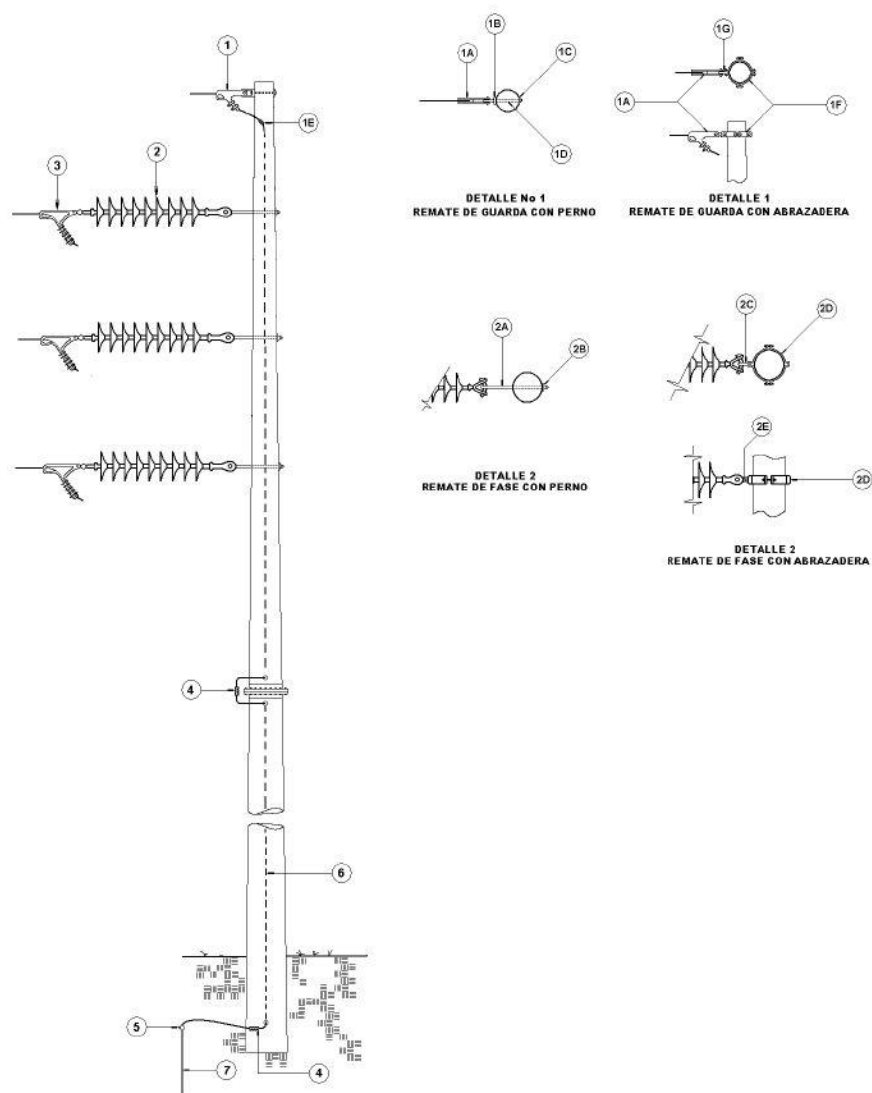 1
1E
2
3
4
6
5
7
4
1B
1A
1C
1D
DETALLE No 1
REMATE DE GUARDA CON PERNO
1G
1A
1F
DETALLE 1
REMATE DE GUARDA CON ABRAZADERA
2A
2B
DETALLE 2
REMATE DE FASE CON PERNO
2C
2D
2E
2D
DETALLE 2
REMATE DE FASE CON ABRAZADERA